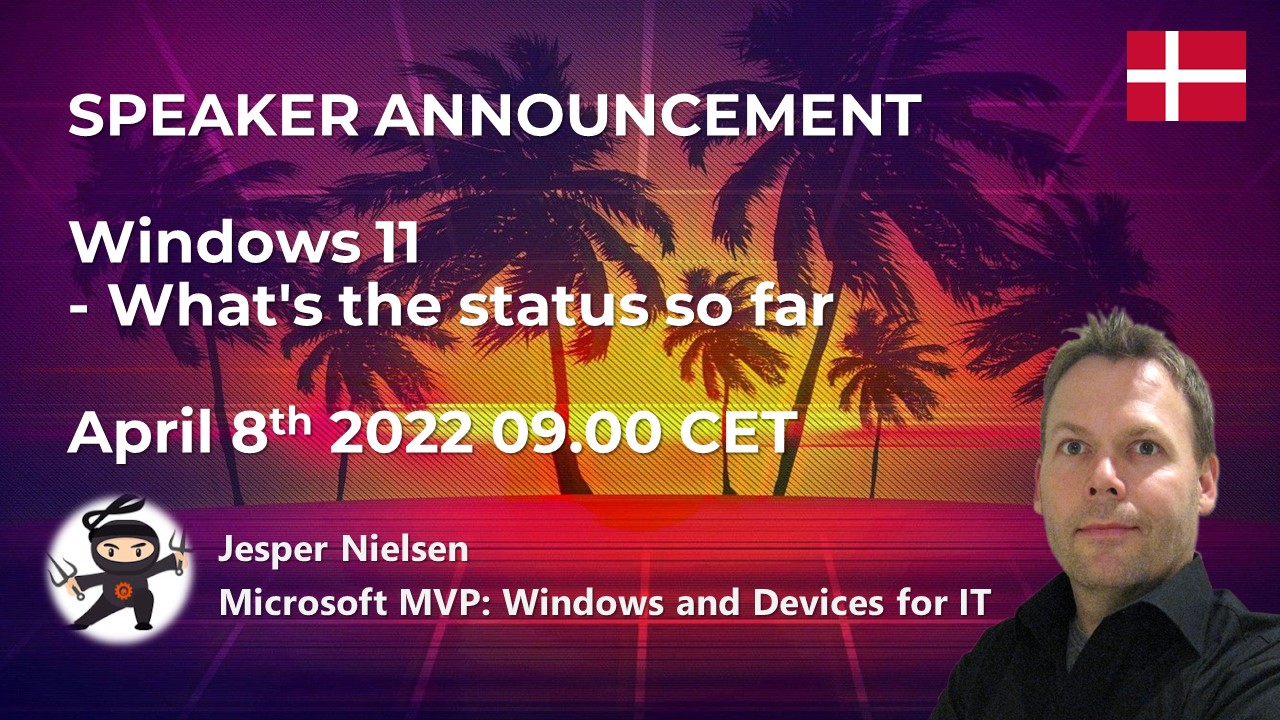 SPEAKER ANNOUNCEMENT
Windows 11
- What's the status so far
April 8th 2022 09.00 CET
Jesper Nielsen
Microsoft MVP: Windows and Devices for IT